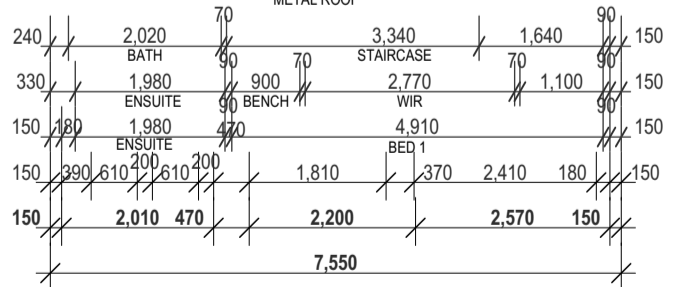 METAL ROOF
70 90
240 2,020 3,340 1,640 150
BATH STAIRCASE
90 70 70 90
330 1,980 900 2,770 1,100 150
ENSUITE BENCH WIR
90 90
150 180 1,980 470 4,910 150
ENSUITE BED 1
200 200
150 390 610 610 1,810 370 2,410 180 150
150 2,010 470 2,200 2,570 150
7,550